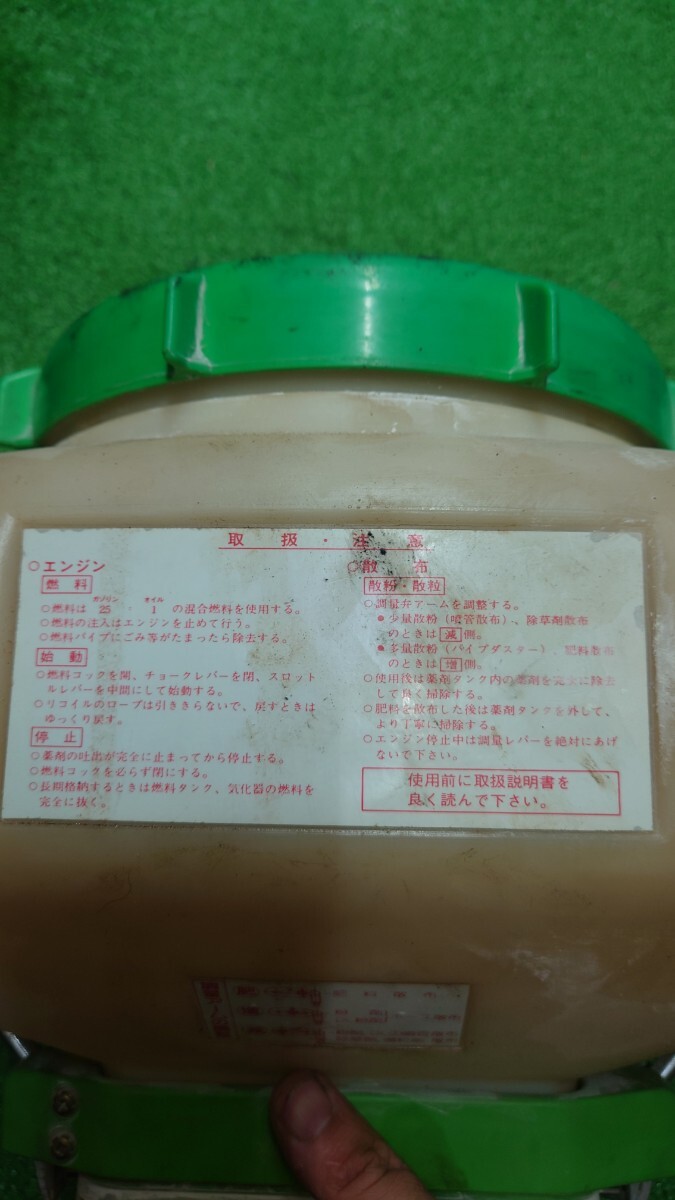 取扱・注意
○エンジン
燃料
ガソリン オイル
○燃料は 25 : 1 の混合燃料を使用する。
○燃料の注入はエンジンを止めて行う。
○燃料パイプにごみ等がたまったら除去する。
始動
○燃料コックを開、チョークレバーを閉、スロット
ルレバーを中間にして始動する。
○リコイルのロープは引ききらないで、戻すときは
ゆっくり戻す。
停止
○薬剤の吐出が完全に止まってから停止する。
○燃料コックを必らず閉にする。
○長期格納するときは燃料タンク、気化器の燃料を
完全に抜く。
○散布
散粉・散粒
○調量弁アームを調整する。
●少量散粉(噴管散布)、除草剤散布
のときは 減 側。
●多量散粉(パイプダスター)、肥料散布
のときは 増 側。
○使用後は薬剤タンク内の薬剤を完全に除去
して良く掃除する。
○肥料を散布した後は薬剤タンクを外して、
より丁寧に掃除する。
○エンジン停止中は調量レバーを絶対にあげ
ないで下さい。
使用前に取扱説明書を
良く読んで下さい。